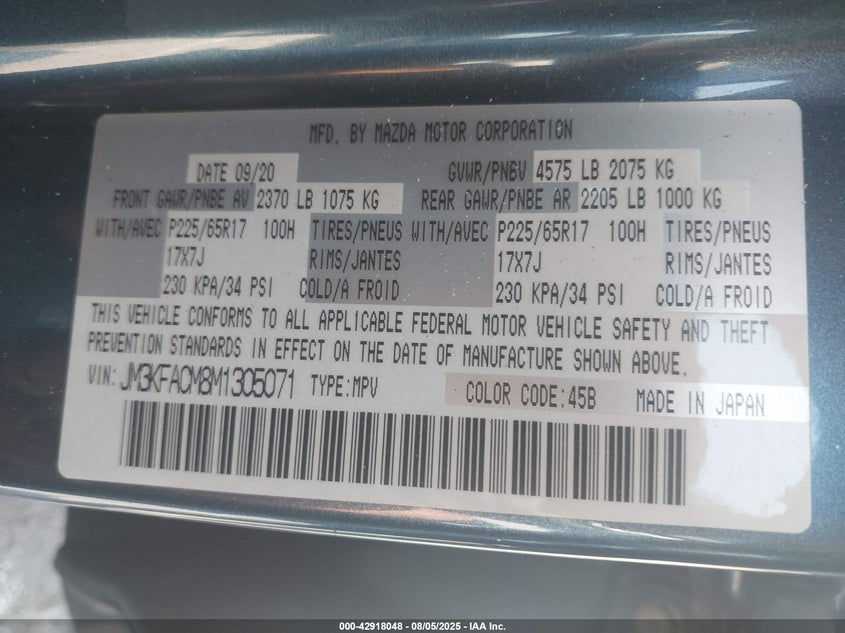 MFD. BY MAZDA MOTOR CORPORATION
DATE 09/20 GVWR/PNBV 4575 LB 2075 KG
FRONT GAWR/PNBE AV 2370 LB 1075 KG REAR GAWR/PNBE AR 2205 LB 1000 KG
WITH/AVEC P225/65R17 100H TIRES/PNEUS WITH/AVEC P225/65R17 100H TIRES/PNEUS
17X7J RIMS/JANTES 17X7J RIMS/JANTES
230 KPA/34 PSI COLD/A FROID 230 KPA/34 PSI COLD/A FROID
THIS VEHICLE CONFORMS TO ALL APPLICABLE FEDERAL MOTOR VEHICLE SAFETY AND THEFT
PREVENTION STANDARDS IN EFFECT ON THE DATE OF MANUFACTURE SHOWN ABOVE.
VIN: JM3KFACM8M1305071 TYPE:MPV COLOR CODE:45B MADE IN JAPAN
000-42918048 - 08/05/2025 - IAA Inc.